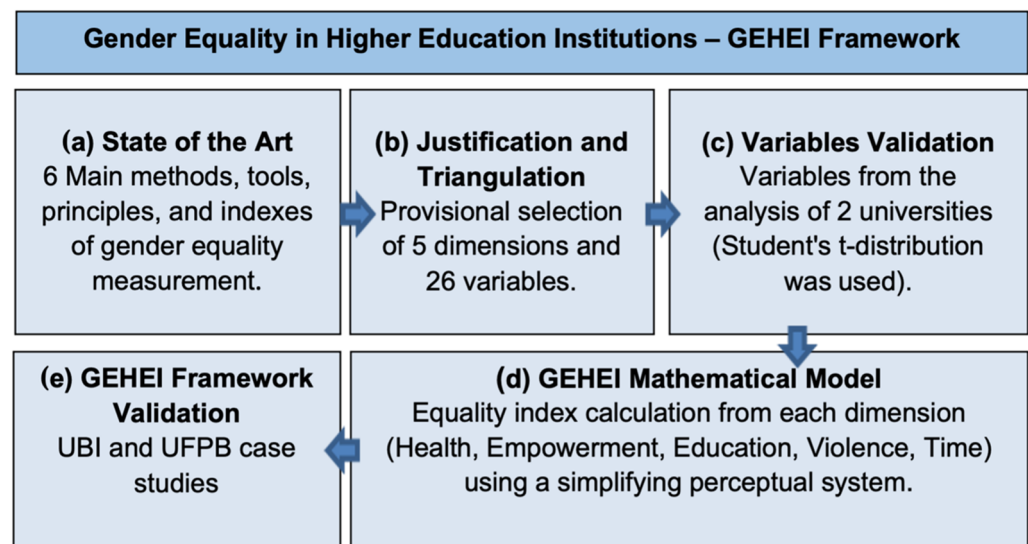 Gender Equality in Higher Education Institutions – GEHEI Framework
(a) State of the Art
6 Main methods, tools,
principles, and indexes
of gender equality
measurement.
(b) Justification and
Triangulation
Provisional selection
of 5 dimensions and
26 variables.
(c) Variables Validation
Variables from the
analysis of 2 universities
(Student's t-distribution
was used).
(d) GEHEI Mathematical Model
Equality index calculation from each dimension
(Health, Empowerment, Education, Violence, Time)
using a simplifying perceptual system.
(e) GEHEI Framework
Validation
UBI and UFPB case
studies